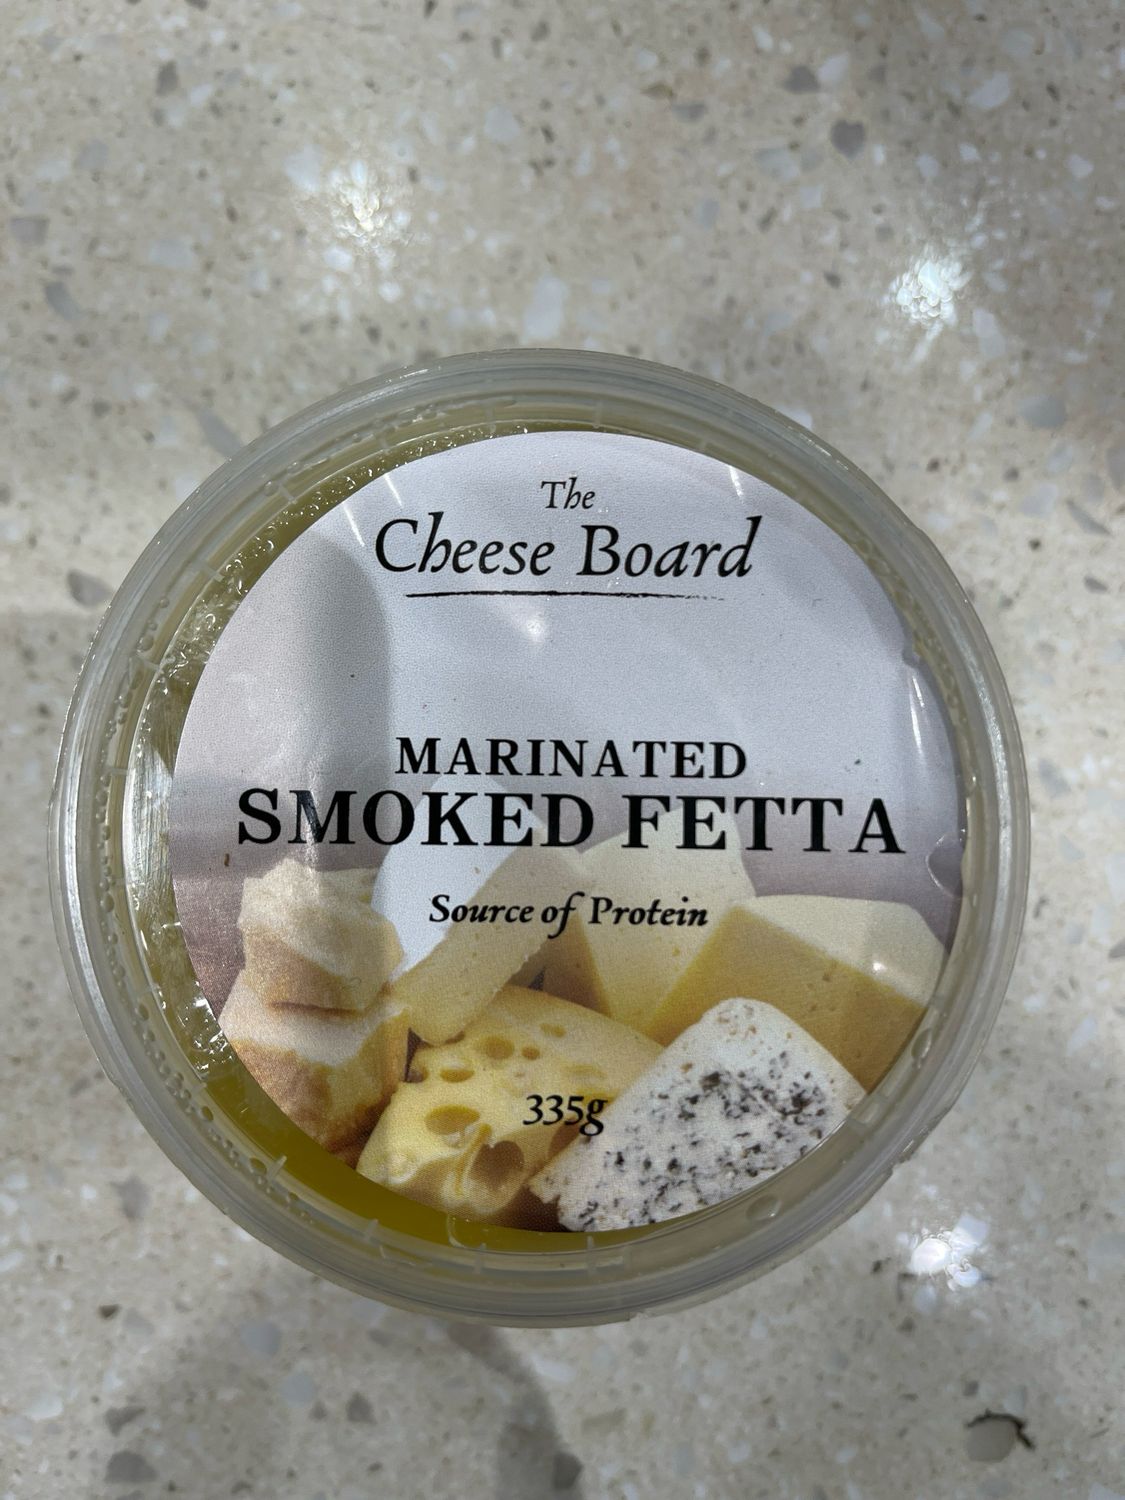 The
Cheese Board
MARINATED
SMOKED FETTA
Source of Protein
335g